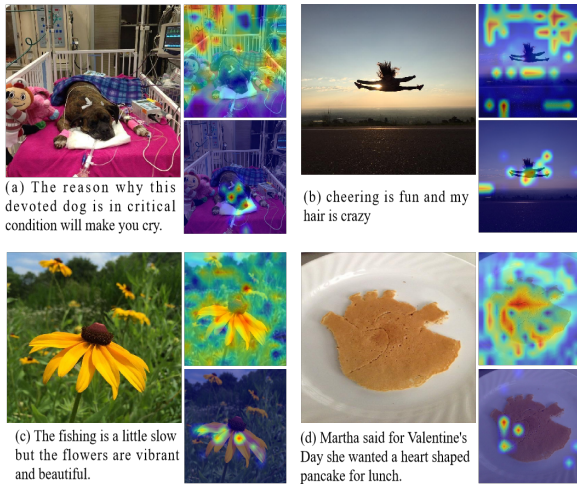 (a) The reason why this
devoted dog is in critical
condition will make you cry.
(b) cheering is fun and my
hair is crazy
(c) The fishing is a little slow
but the flowers are vibrant
and beautiful.
(d) Martha said for Valentine's
Day she wanted a heart shaped
pancake for lunch.